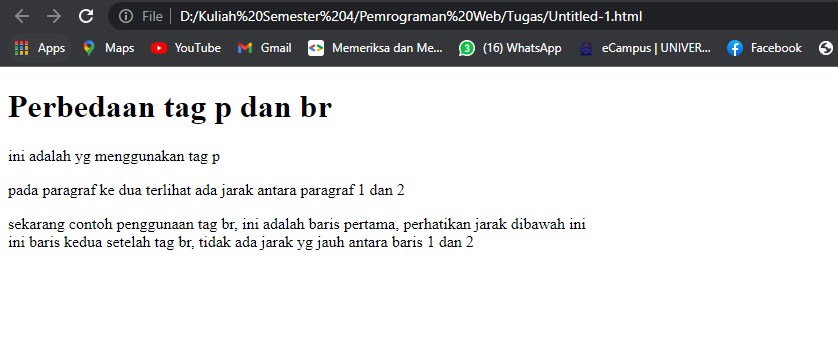 File | D:/Kuliah%20Semester%204/Pemrograman%20Web/Tugas/Untitled-1.html
Apps Maps YouTube Gmail Memeriksa dan Me... (16) WhatsApp eCampus | UNIVER... Facebook
Perbedaan tag p dan br
ini adalah yg menggunakan tag p
pada paragraf ke dua terlihat ada jarak antara paragraf 1 dan 2
sekarang contoh penggunaan tag br, ini adalah baris pertama, perhatikan jarak dibawah ini
ini baris kedua setelah tag br, tidak ada jarak yg jauh antara baris 1 dan 2